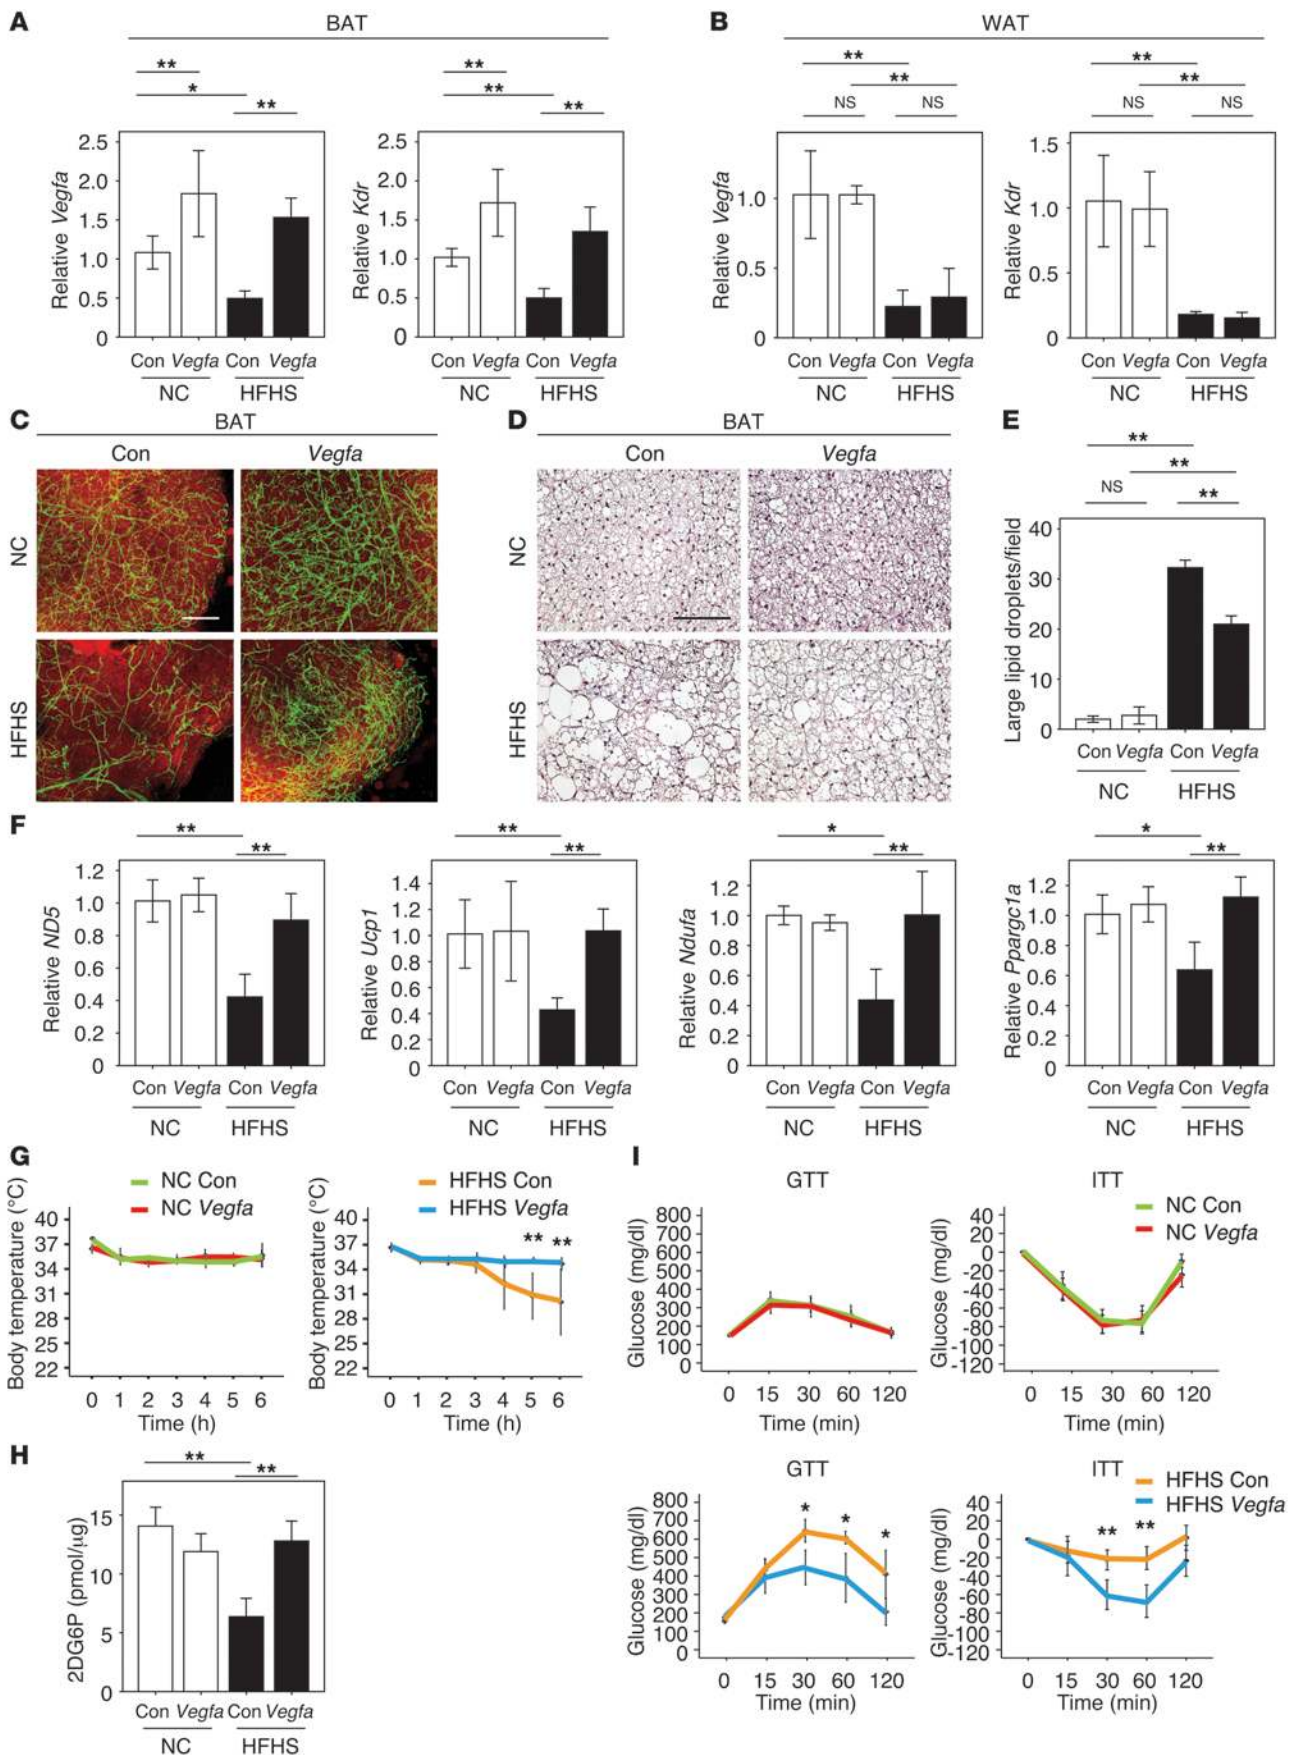 A
BAT
** 
* 
** 
** 
** 
** 
Relative Vegfa
2.5
2.0
1.5
1.0
0.5
0
Con Vegfa Con Vegfa
NC HFHS
Relative Kdr
2.5
2.0
1.5
1.0
0.5
0
Con Vegfa Con Vegfa
NC HFHS
B
WAT
**
**
NS NS
**
**
NS NS
Relative Vegfa
1.0
0.5
0
Con Vegfa Con Vegfa
NC HFHS
Relative Kdr
1.5
1.0
0.5
0
Con Vegfa Con Vegfa
NC HFHS
C
BAT
Con Vegfa
NC
HFHS
D
BAT
Con Vegfa
NC
HFHS
E
**
**
NS **
Large lipid droplets/field
40
30
20
10
0
Con Vegfa Con Vegfa
NC HFHS
F
**
**
Relative ND5
1.2
1.0
0.8
0.6
0.4
0.2
0
Con Vegfa Con Vegfa
NC HFHS
**
**
Relative Ucp1
1.4
1.2
1.0
0.8
0.6
0.4
0.2
0
Con Vegfa Con Vegfa
NC HFHS
*
**
Relative Ndufa
1.2
1.0
0.8
0.6
0.4
0.2
0
Con Vegfa Con Vegfa
NC HFHS
*
**
Relative Ppargc1a
1.2
1.0
0.8
0.6
0.4
0.2
0
Con Vegfa Con Vegfa
NC HFHS
G
NC Con
NC Vegfa
Body temperature (°C)
40
37
34
31
28
25
22
0 1 2 3 4 5 6
Time (h)
HFHS Con
HFHS Vegfa
** **
Body temperature (°C)
40
37
34
31
28
25
22
0 1 2 3 4 5 6
Time (h)
H
**
**
2DG6P (pmol/µg)
15
10
5
0
Con Vegfa Con Vegfa
NC HFHS
I
GTT
Glucose (mg/dl)
800
700
600
500
400
300
200
100
0
0 15 30 60 120
Time (min)
ITT
NC Con
NC Vegfa
Glucose (mg/dl)
40
20
0
-20
-40
-60
-80
-100
-120
0 15 30 60 120
Time (min)
GTT
* * *
Glucose (mg/dl)
800
700
600
500
400
300
200
100
0
0 15 30 60 120
Time (min)
ITT
HFHS Con
HFHS Vegfa
** **
Glucose (mg/dl)
40
20
0
-20
-40
-60
-80
-100
-120
0 15 30 60 120
Time (min)